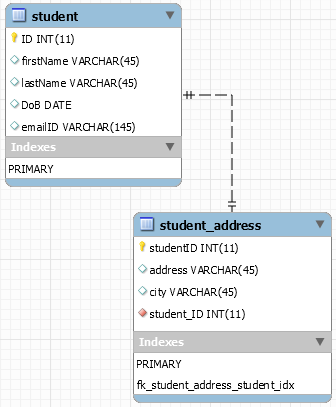 student
ID INT(11)
firstName VARCHAR(45)
lastName VARCHAR(45)
DoB DATE
emailID VARCHAR(145)
Indexes
PRIMARY
student_address
studentID INT(11)
address VARCHAR(45)
city VARCHAR(45)
student_ID INT(11)
Indexes
PRIMARY
fk_student_address_student_idx